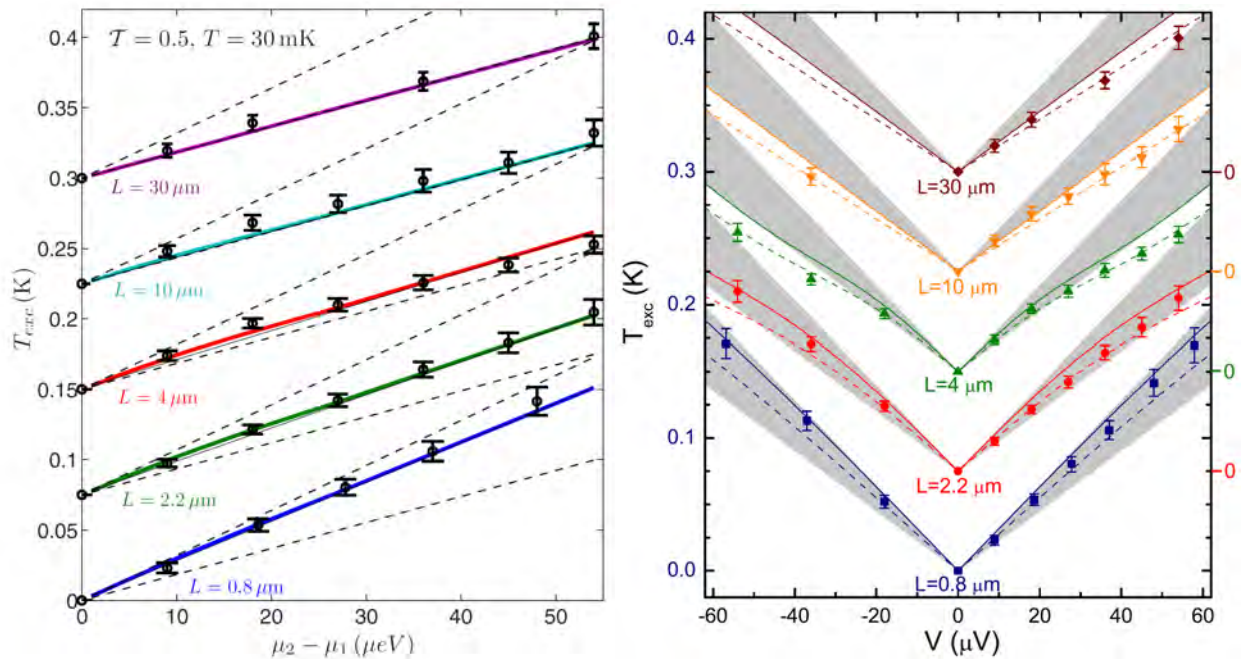 𝒯 = 0.5, T = 30 mK
T_exc (K)
0.4
0.35
0.3
0.25
0.2
0.15
0.1
0.05
0
L = 30 μm
L = 10 μm
L = 4 μm
L = 2.2 μm
L = 0.8 μm
0 10 20 30 40 50
μ₂ − μ₁ (μeV)
T_exc (K)
0.4
0.3
0.2
0.1
0.0
L=30 μm
L=10 μm
L=4 μm
L=2.2 μm
L=0.8 μm
0
0
0
0
-60 -40 -20 0 20 40 60
V (μV)